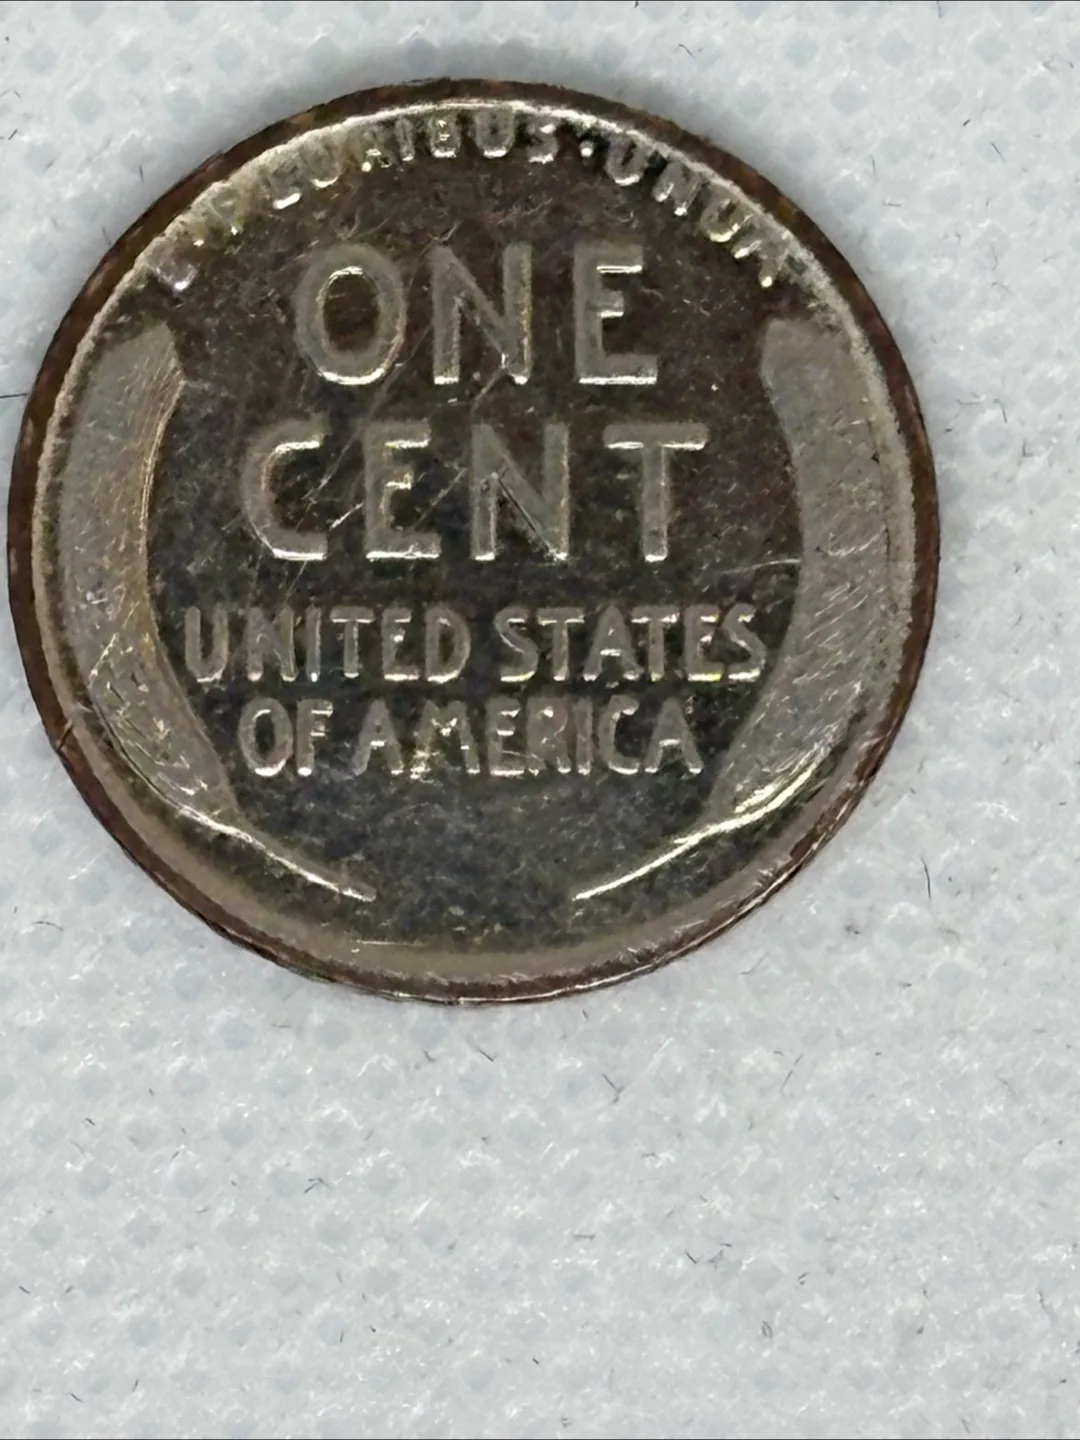 E PLURIBUS·UNUM
ONE
CENT
UNITED STATES
OF AMERICA